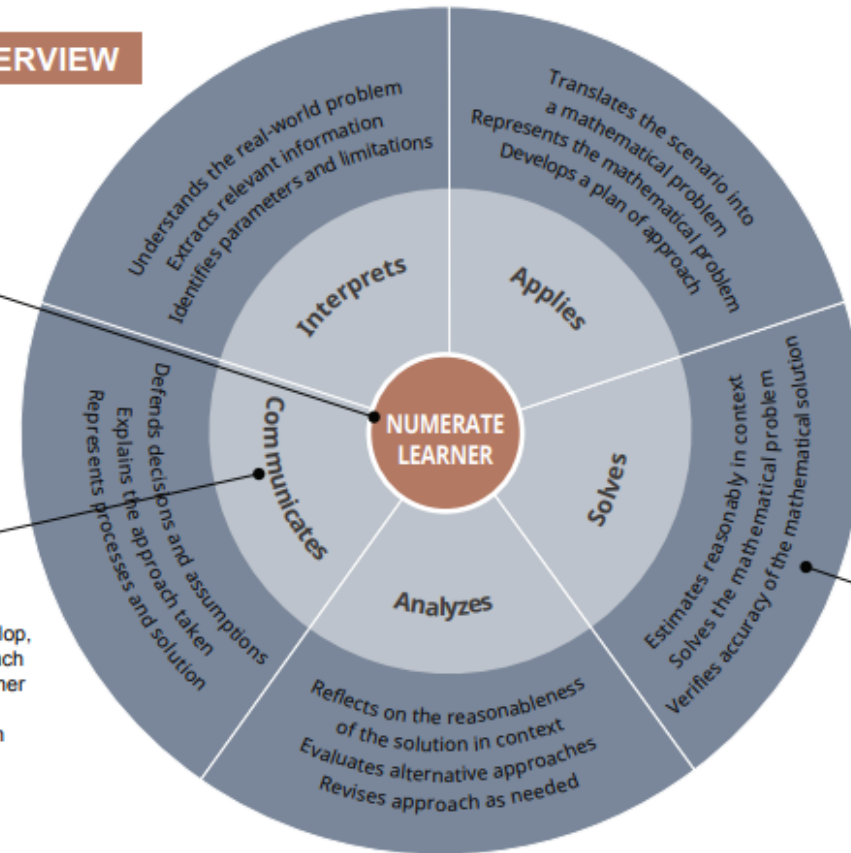 ERVIEW
Understands the real-world problem
Extracts relevant information
Identifies parameters and limitations
Interprets
Translates the scenario into
a mathematical problem
Represents the mathematical problem
Develops a plan of approach
Applies
NUMERATE
LEARNER
Communicates
Defends decisions and assumptions
Explains the approach taken
Represents processes and solution
Solves
Estimates reasonably in context
Solves the mathematical problem
Verifies accuracy of the mathematical solution
Analyzes
Reflects on the reasonableness
of the solution in context
Evaluates alternative approaches
Revises approach as needed